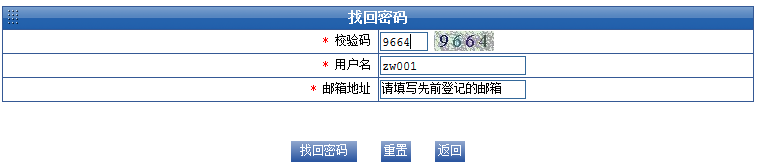 找回密码
* 校验码 9664 9664
* 用户名 zw001
* 邮箱地址 请填写先前登记的邮箱
找回密码 重置 返回